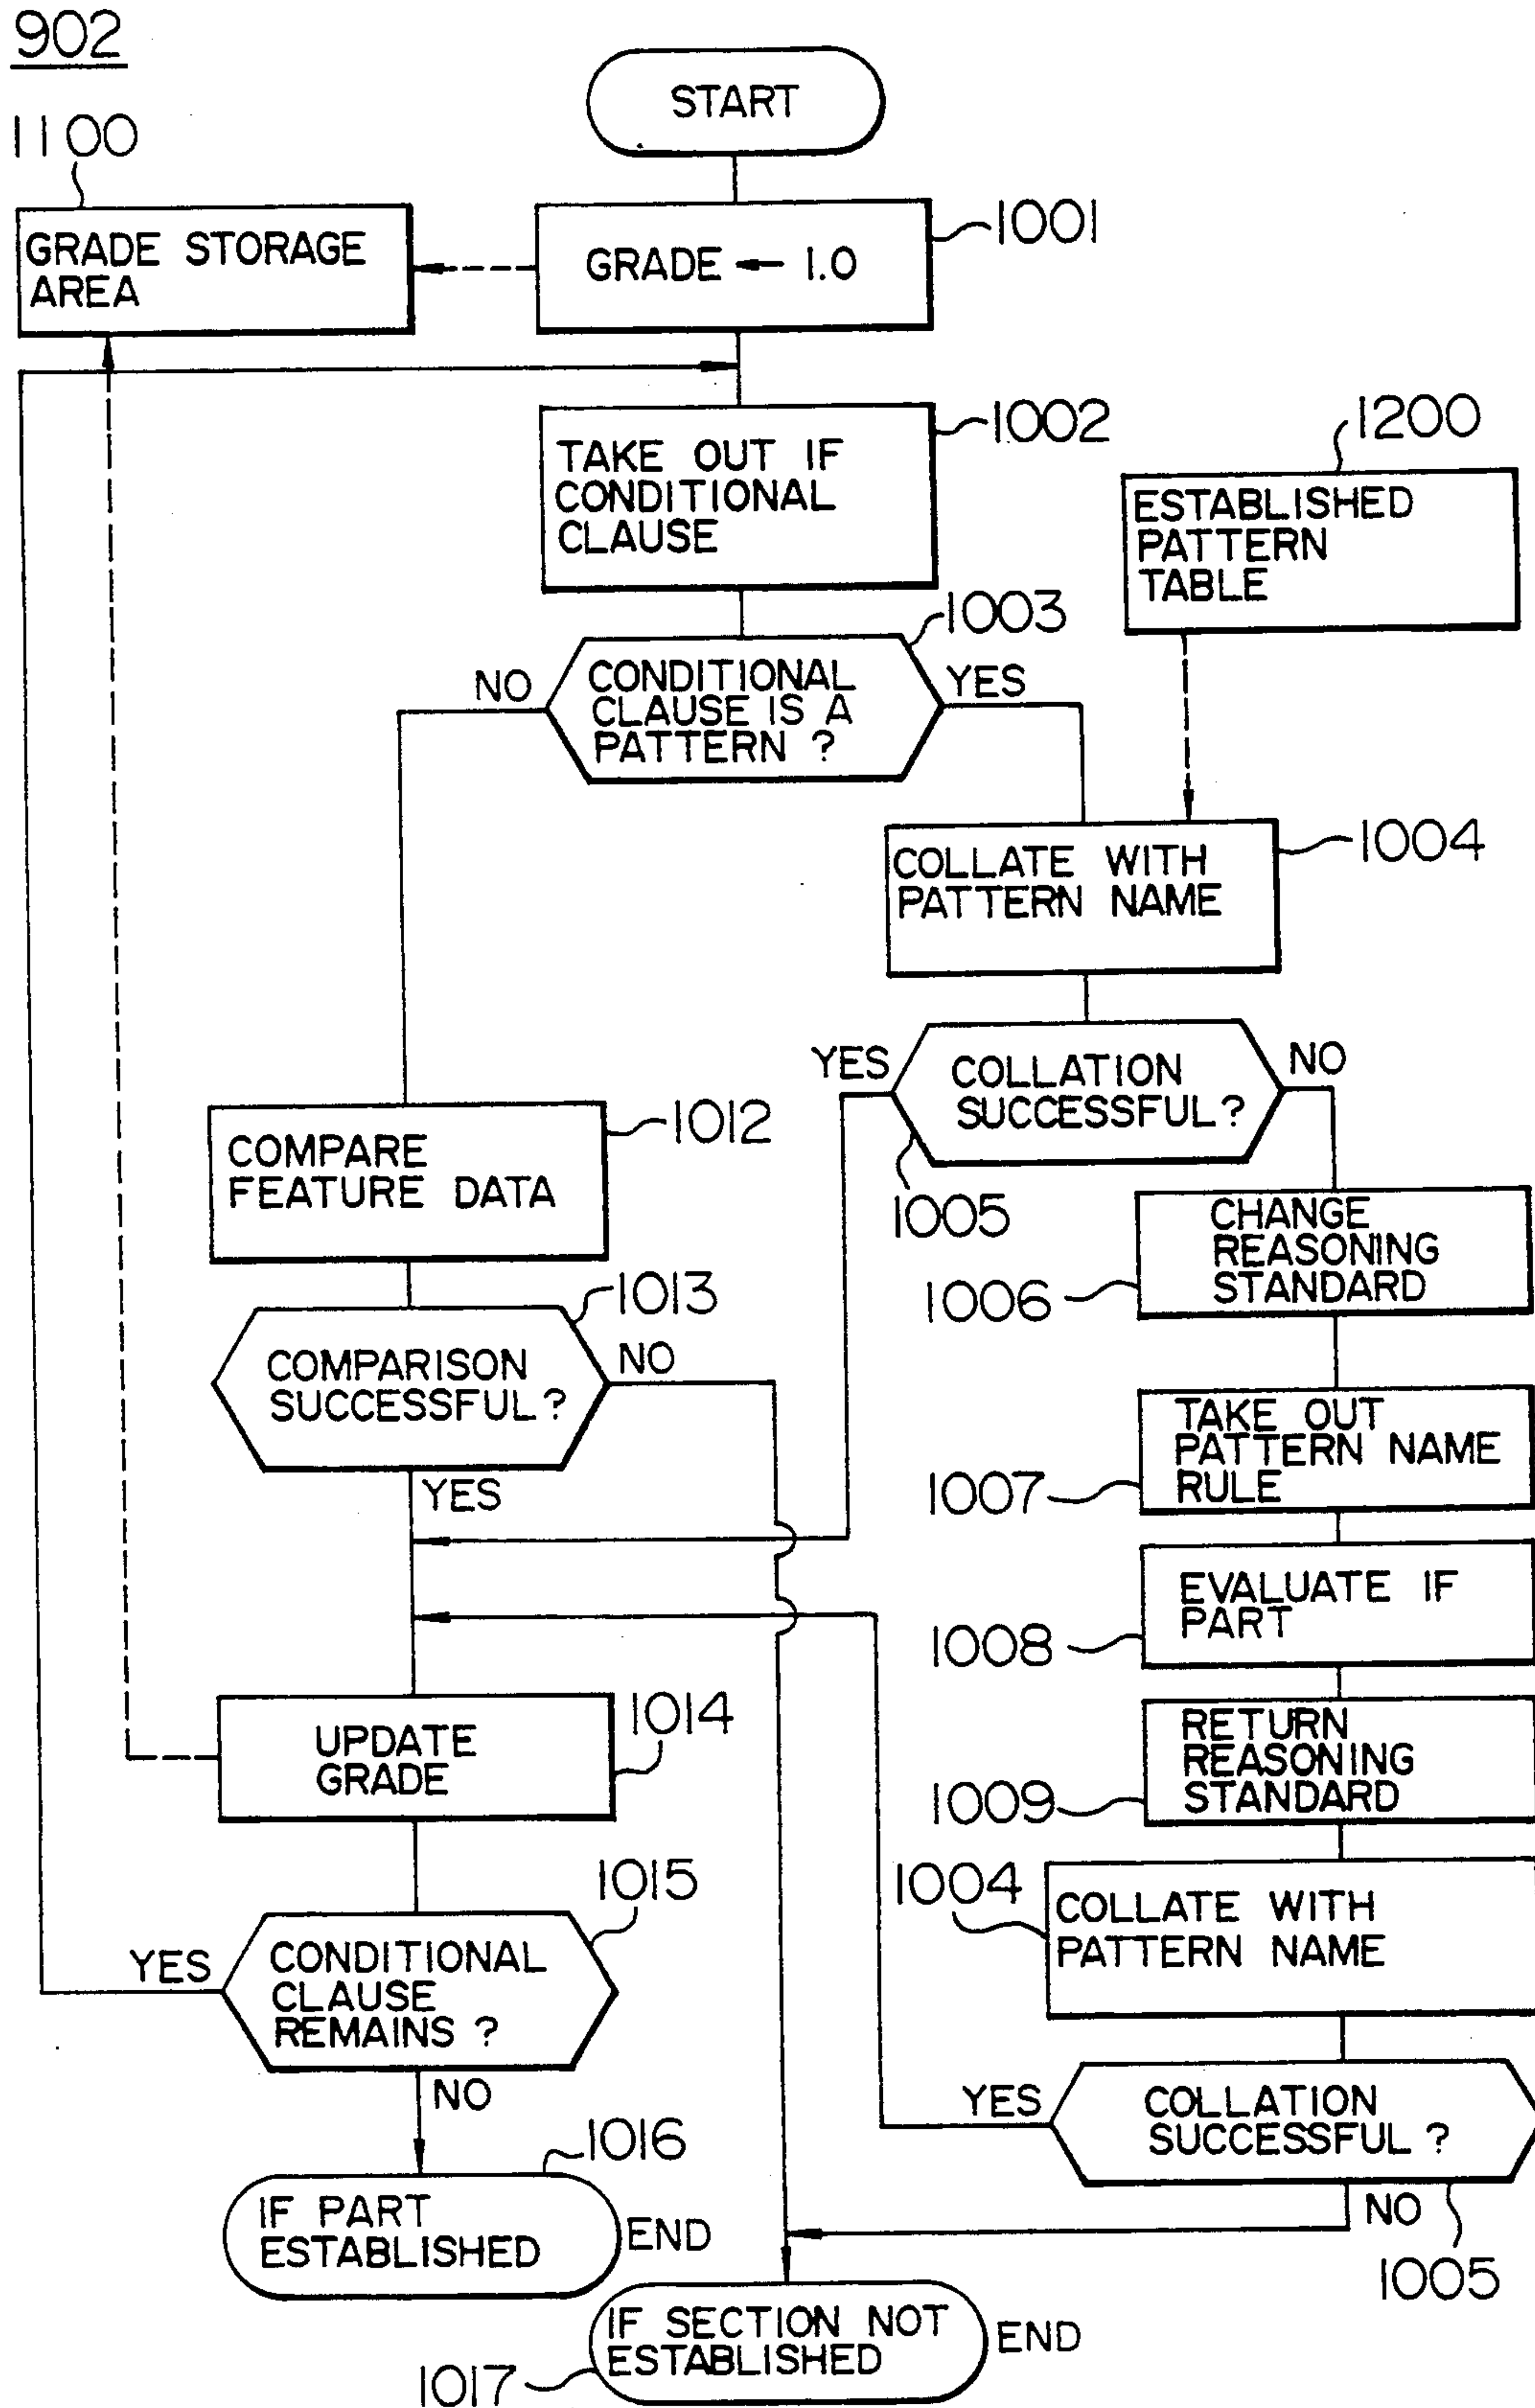 902
START
1100
GRADE STORAGE
AREA
GRADE ← 1.0
1001
TAKE OUT IF
CONDITIONAL
CLAUSE
1002
1200
ESTABLISHED
PATTERN
TABLE
1003
NO
CONDITIONAL
CLAUSE IS A
PATTERN ?
YES
COLLATE WITH
PATTERN NAME
1004
YES
COLLATION
SUCCESSFUL ?
NO
1005
COMPARE
FEATURE DATA
1012
CHANGE
REASONING
STANDARD
1006
1013
COMPARISON
SUCCESSFUL ?
NO
YES
TAKE OUT
PATTERN NAME
RULE
1007
EVALUATE IF
PART
1008
UPDATE
GRADE
1014
RETURN
REASONING
STANDARD
1009
1015
YES
CONDITIONAL
CLAUSE
REMAINS ?
NO
1004
COLLATE WITH
PATTERN NAME
YES
COLLATION
SUCCESSFUL ?
NO
1005
1016
IF PART
ESTABLISHED
END
IF SECTION NOT
ESTABLISHED
END
1017